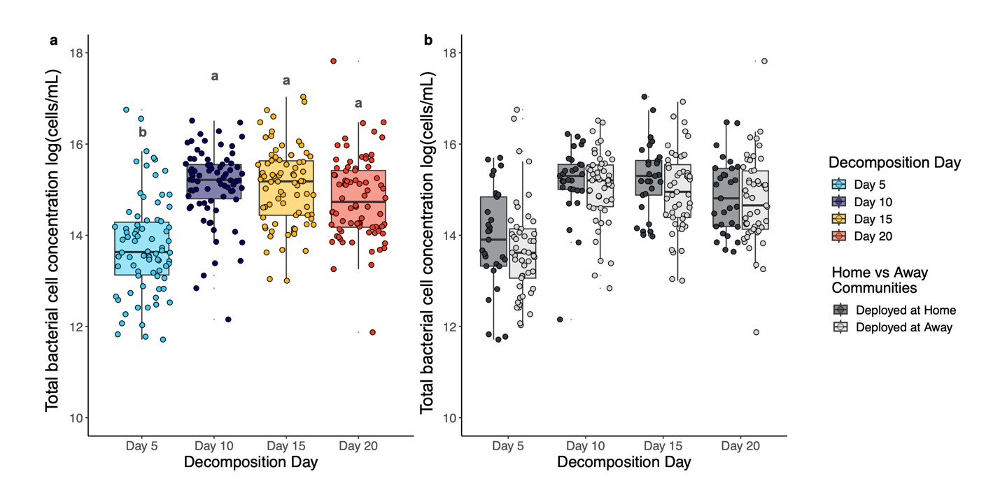 a
b
Total bacterial cell concentration log(cells/mL)
18
16
14
12
10
b
a
a
a
Day 5
Day 10
Day 15
Day 20
Decomposition Day
Total bacterial cell concentration log(cells/mL)
18
16
14
12
10
Day 5
Day 10
Day 15
Day 20
Decomposition Day
Decomposition Day
Day 5
Day 10
Day 15
Day 20
Home vs Away
Communities
Deployed at Home
Deployed at Away